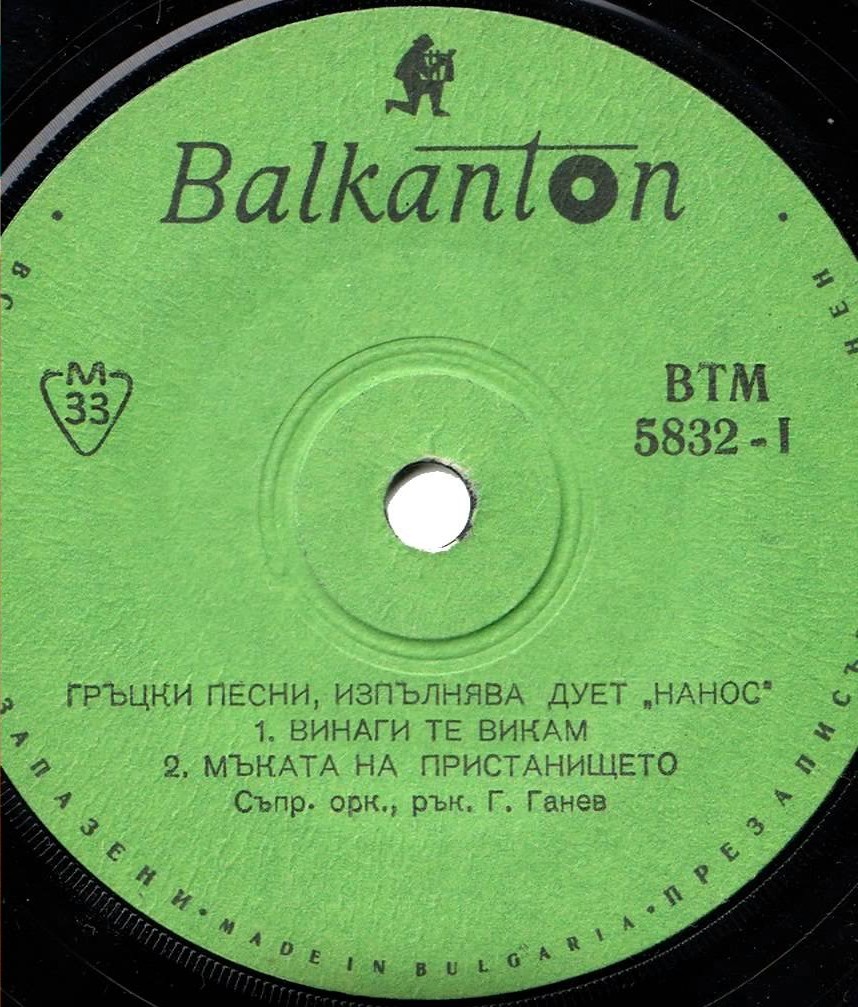 Balkanton
M
33
ВТМ
5832-I
ГРЪЦКИ ПЕСНИ, ИЗПЪЛНЯВА ДУЕТ „НАНОС"
1. ВИНАГИ ТЕ ВИКАМ
2. МЪКАТА НА ПРИСТАНИЩЕТО
Съпр. орк., рък. Г. Ганев
ЗАПАЗЕНИ • MADE IN BULGARIA • ПРЕЗАПИСЪ